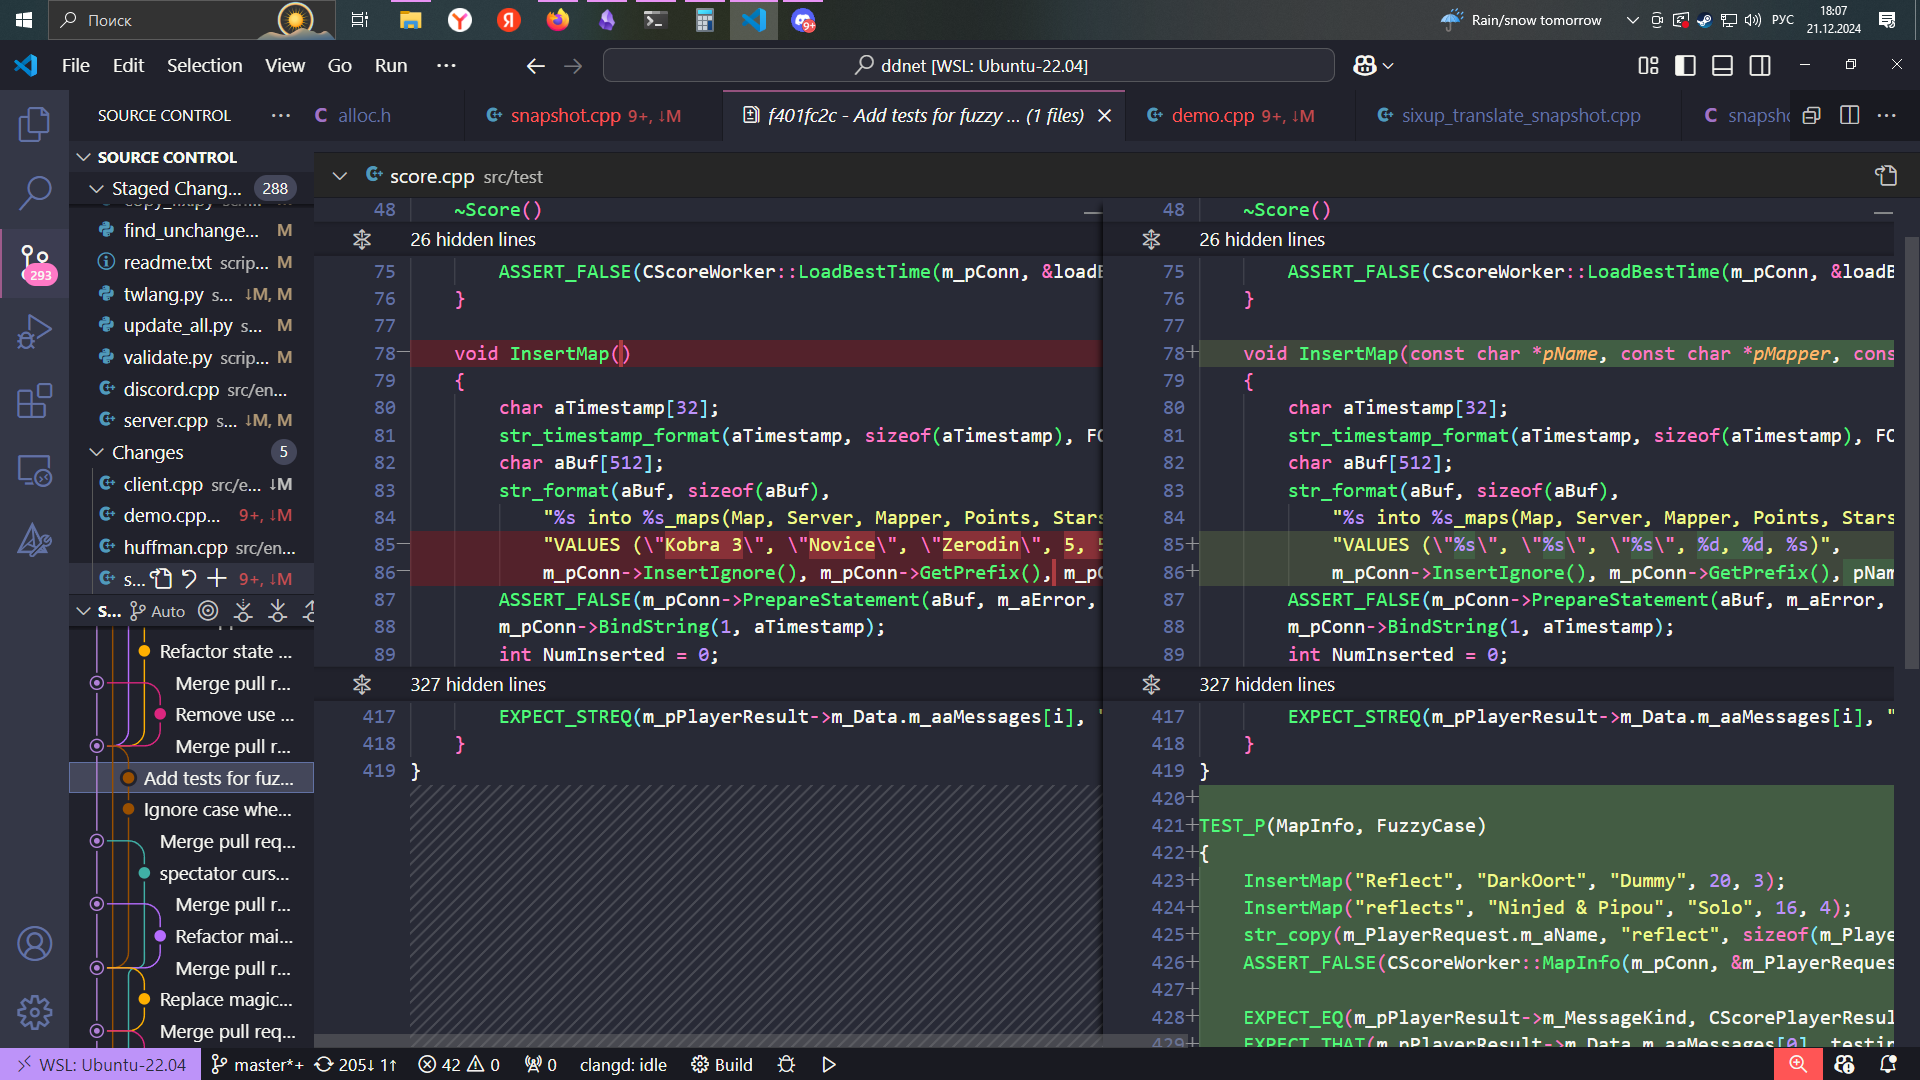 Поиск
Rain/snow tomorrow
РУС
18:07
21.12.2024
File Edit Selection View Go Run ···
ddnet [WSL: Ubuntu-22.04]
SOURCE CONTROL ···
alloc.h
snapshot.cpp 9+, ↓M
f401fc2c - Add tests for fuzzy ... (1 files)
demo.cpp 9+, ↓M
sixup_translate_snapshot.cpp
SOURCE CONTROL
Staged Chang... 288
find_unchange... M
readme.txt scrip... M
twlang.py s... ↓M, M
update_all.py s... M
validate.py scrip... M
discord.cpp src/en...
server.cpp s... ↓M, M
Changes 5
client.cpp src/e... ↓M
demo.cpp... 9+, ↓M
huffman.cpp src/en...
s... 9+, ↓M
S... Auto
Refactor state ...
Merge pull r...
Remove use ...
Merge pull r...
Add tests for fuz...
Ignore case whe...
Merge pull req...
spectator curs...
Merge pull r...
Refactor mai...
Merge pull r...
Replace magic...
Merge pull req...
293
score.cpp src/test
48 ~Score()
26 hidden lines
75 ASSERT_FALSE(CScoreWorker::LoadBestTime(m_pConn, &loadB
76 }
77
78 void InsertMap()
79 {
80 char aTimestamp[32];
81 str_timestamp_format(aTimestamp, sizeof(aTimestamp), FO
82 char aBuf[512];
83 str_format(aBuf, sizeof(aBuf),
84 "%s into %s_maps(Map, Server, Mapper, Points, Stars
85 "VALUES (\"Kobra 3\", \"Novice\", \"Zerodin\", 5, 5
86 m_pConn->InsertIgnore(), m_pConn->GetPrefix(), m_pC
87 ASSERT_FALSE(m_pConn->PrepareStatement(aBuf, m_aError,
88 m_pConn->BindString(1, aTimestamp);
89 int NumInserted = 0;
327 hidden lines
417 EXPECT_STREQ(m_pPlayerResult->m_Data.m_aaMessages[i], "
418 }
419 }
48 ~Score()
26 hidden lines
75 ASSERT_FALSE(CScoreWorker::LoadBestTime(m_pConn, &loadB
76 }
77
78+ void InsertMap(const char *pName, const char *pMapper, cons
79 {
80 char aTimestamp[32];
81 str_timestamp_format(aTimestamp, sizeof(aTimestamp), FO
82 char aBuf[512];
83 str_format(aBuf, sizeof(aBuf),
84 "%s into %s_maps(Map, Server, Mapper, Points, Stars
85+ "VALUES (\"%s\", \"%s\", \"%s\", %d, %d, %s)",
86+ m_pConn->InsertIgnore(), m_pConn->GetPrefix(), pNam
87 ASSERT_FALSE(m_pConn->PrepareStatement(aBuf, m_aError,
88 m_pConn->BindString(1, aTimestamp);
89 int NumInserted = 0;
327 hidden lines
417 EXPECT_STREQ(m_pPlayerResult->m_Data.m_aaMessages[i], "
418 }
419 }
420+
421+ TEST_P(MapInfo, FuzzyCase)
422+ {
423+ InsertMap("Reflect", "DarkOort", "Dummy", 20, 3);
424+ InsertMap("reflects", "Ninjed & Pipou", "Solo", 16, 4);
425+ str_copy(m_PlayerRequest.m_aName, "reflect", sizeof(m_Playe
426+ ASSERT_FALSE(CScoreWorker::MapInfo(m_pConn, &m_PlayerReques
427+
428+ EXPECT_EQ(m_pPlayerResult->m_MessageKind, CScorePlayerResul
429+ EXPECT_THAT(m_pPlayerResult->m_Data.m_aaMessages[0], testin
WSL: Ubuntu-22.04
master*+
205↓ 1↑
42
0
0
clangd: idle
Build